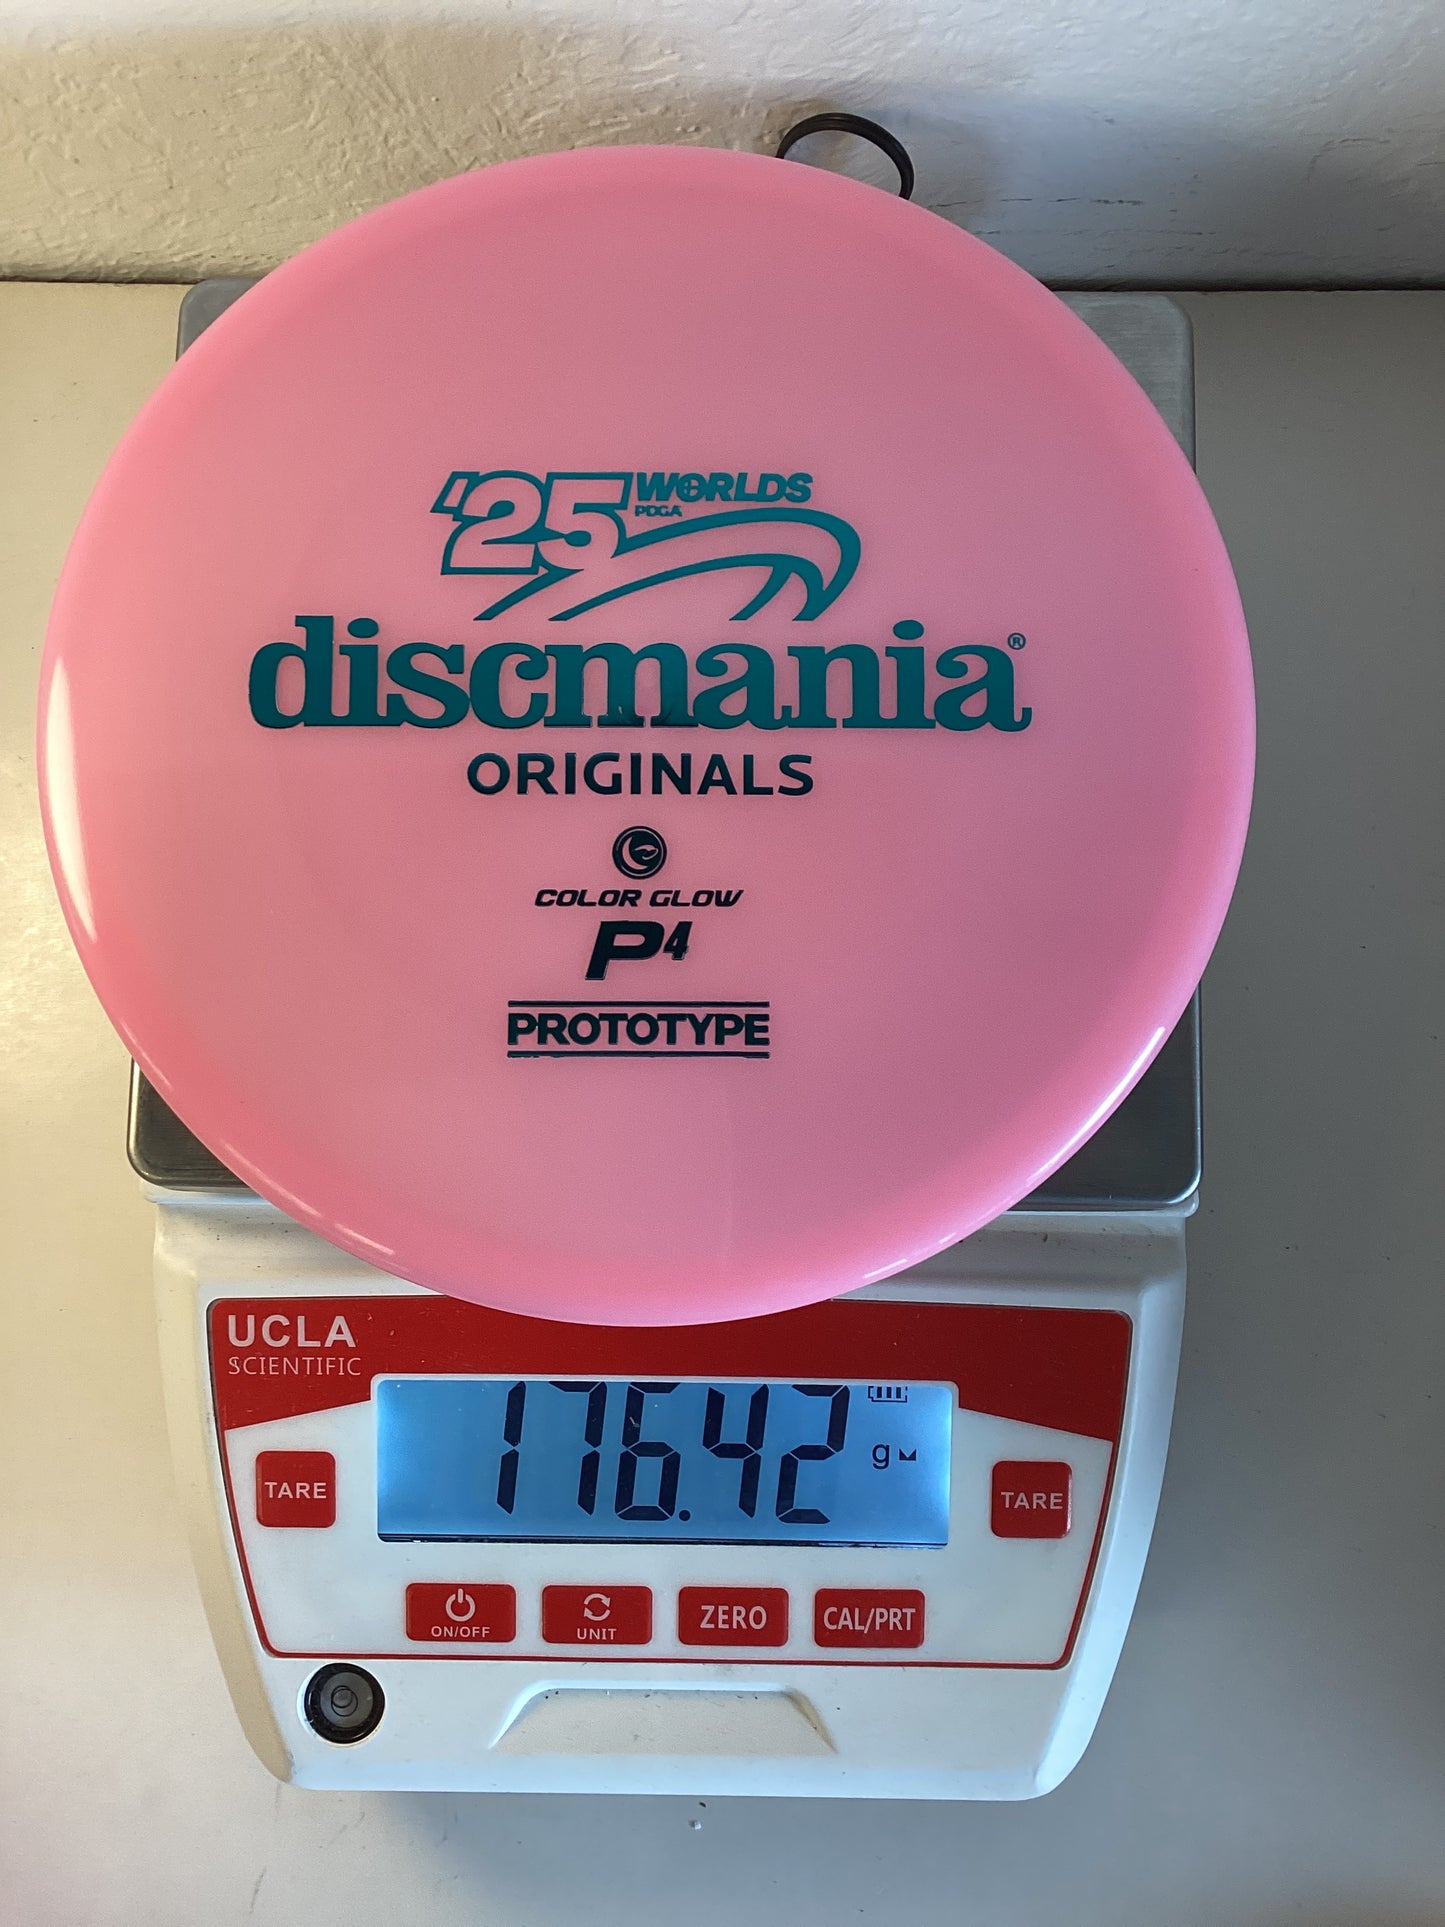 '25 WORLDS
PDGA
discmania®
ORIGINALS
COLOR GLOW
P4
PROTOTYPE
UCLA
SCIENTIFIC
176.42 g
TARE
TARE
ON/OFF
UNIT
ZERO
CAL/PRT